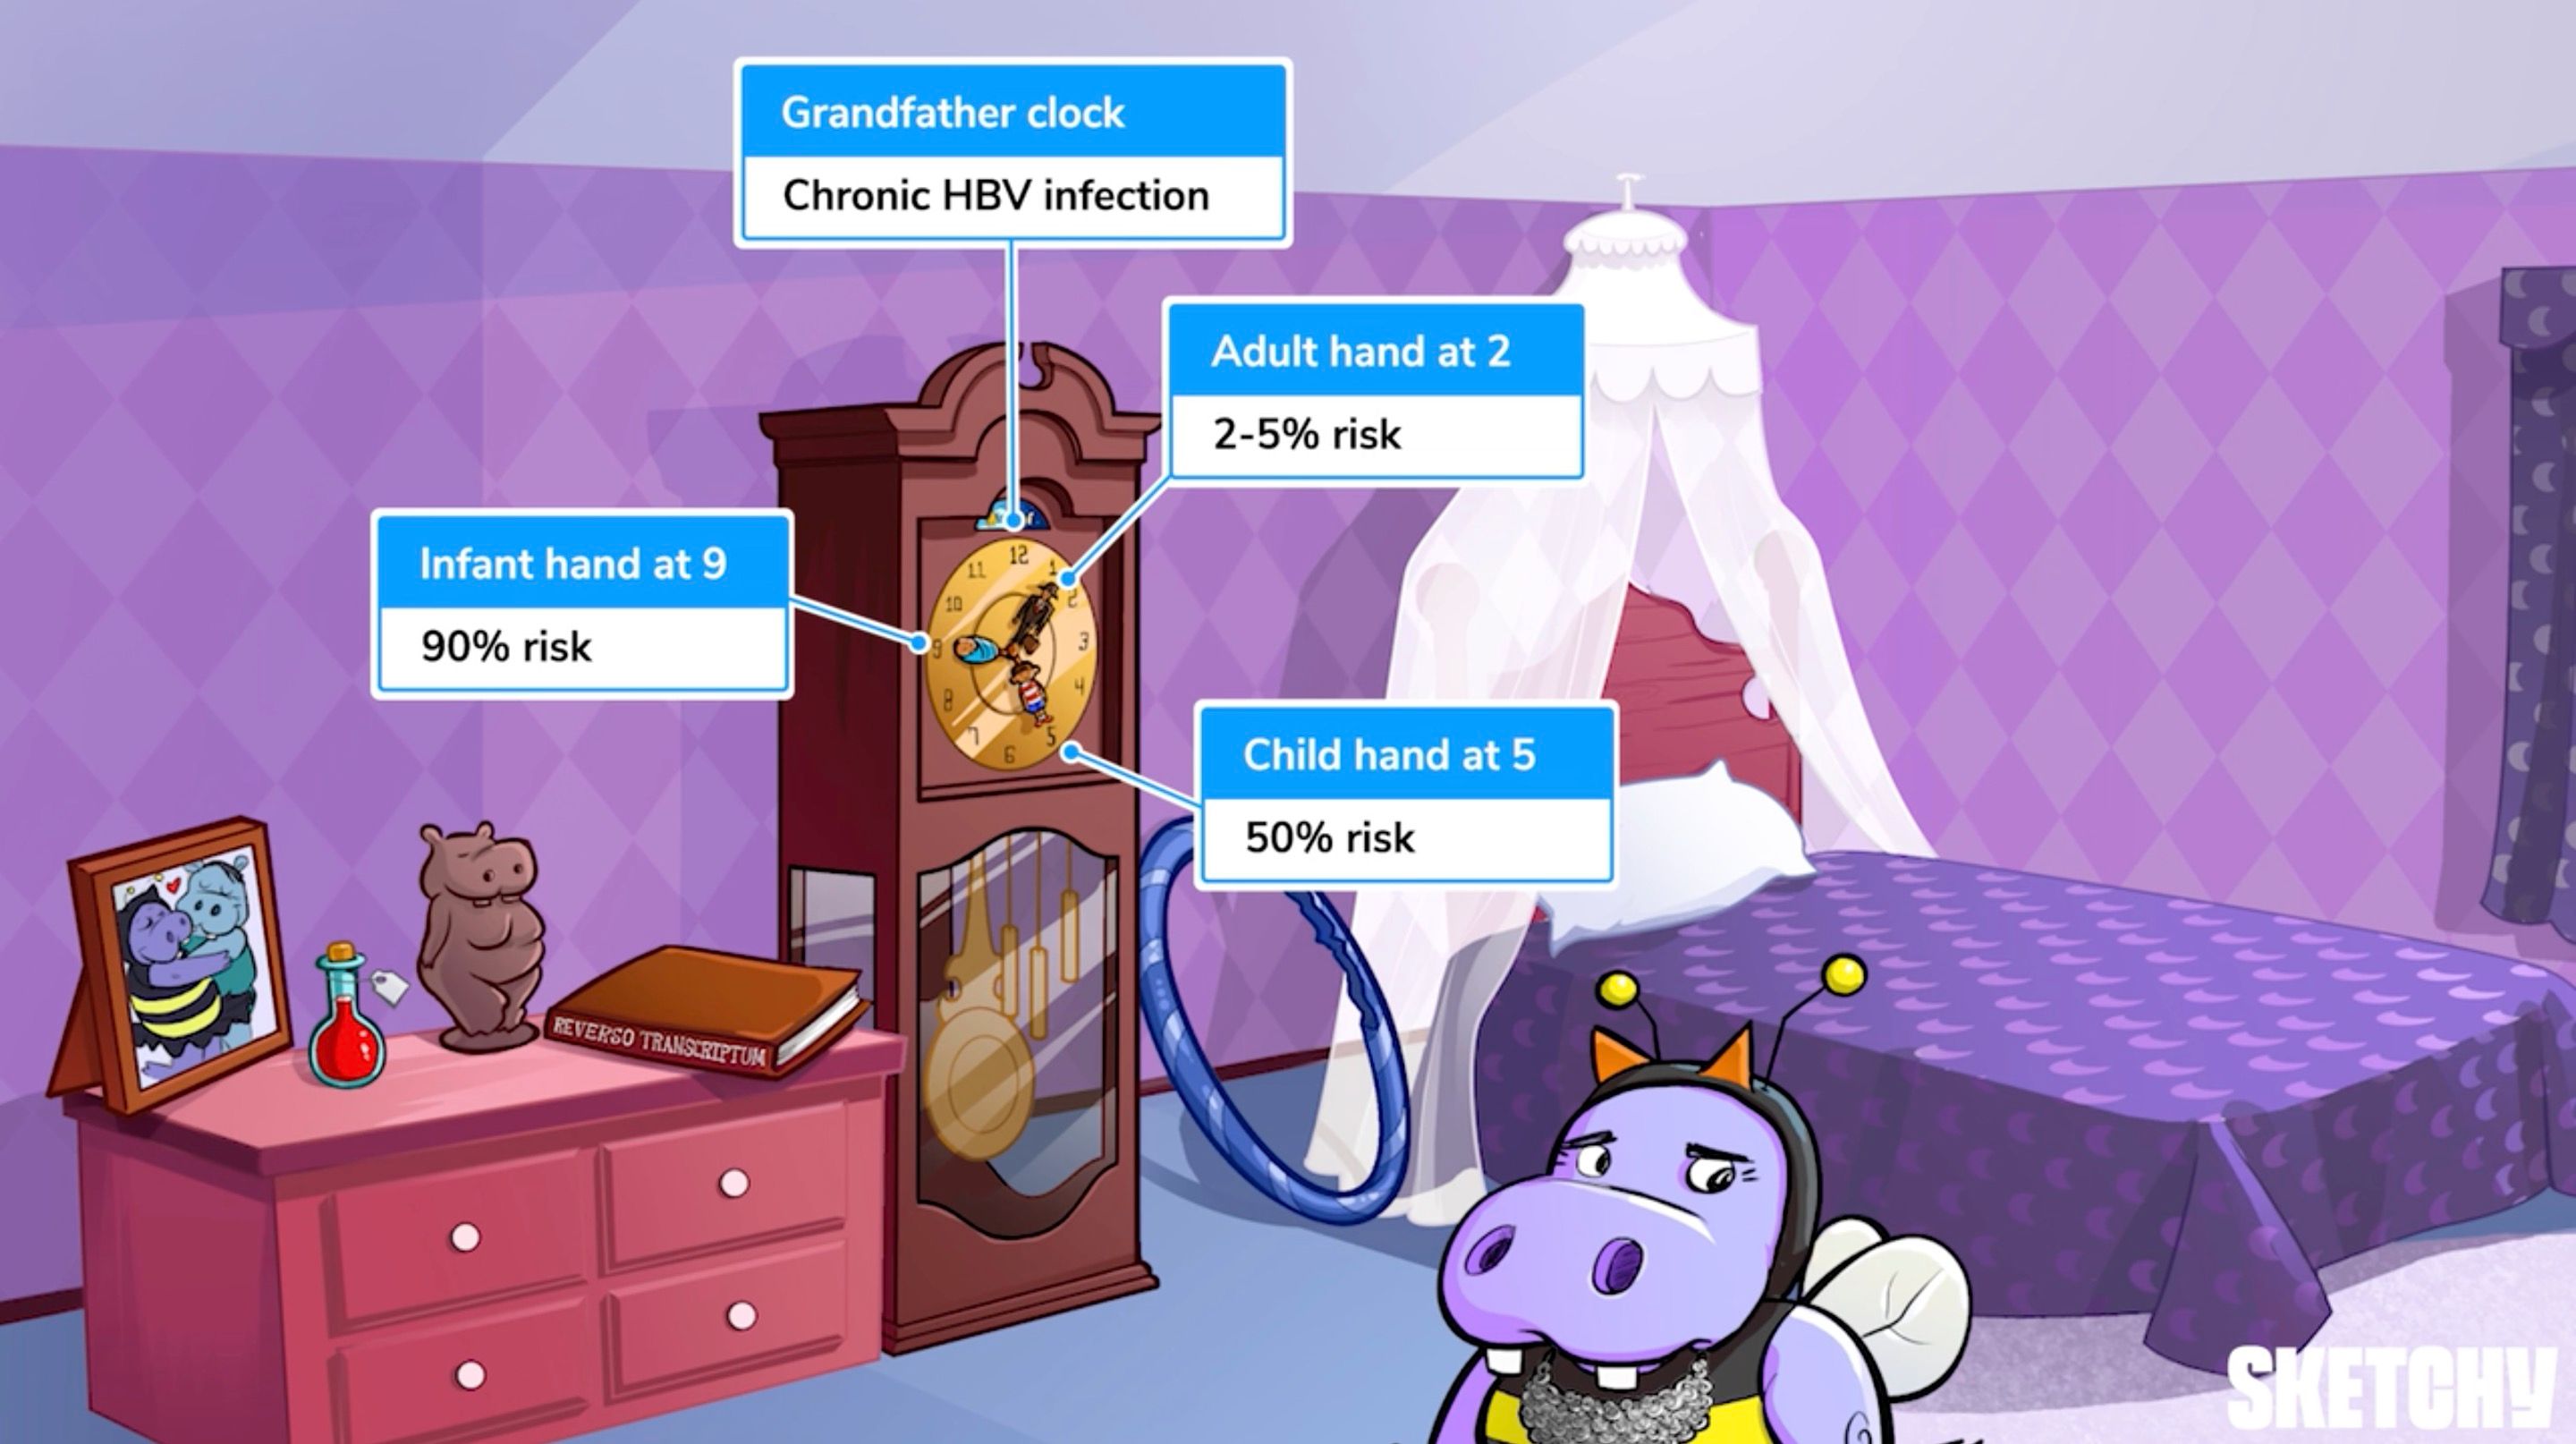 Grandfather clock
Chronic HBV infection
Adult hand at 2
2-5% risk
Infant hand at 9
90% risk
12
11
1
10
2
9
3
8
4
7
5
6
Child hand at 5
50% risk
REVERSO TRANSCRIPTUM
SKETCHY